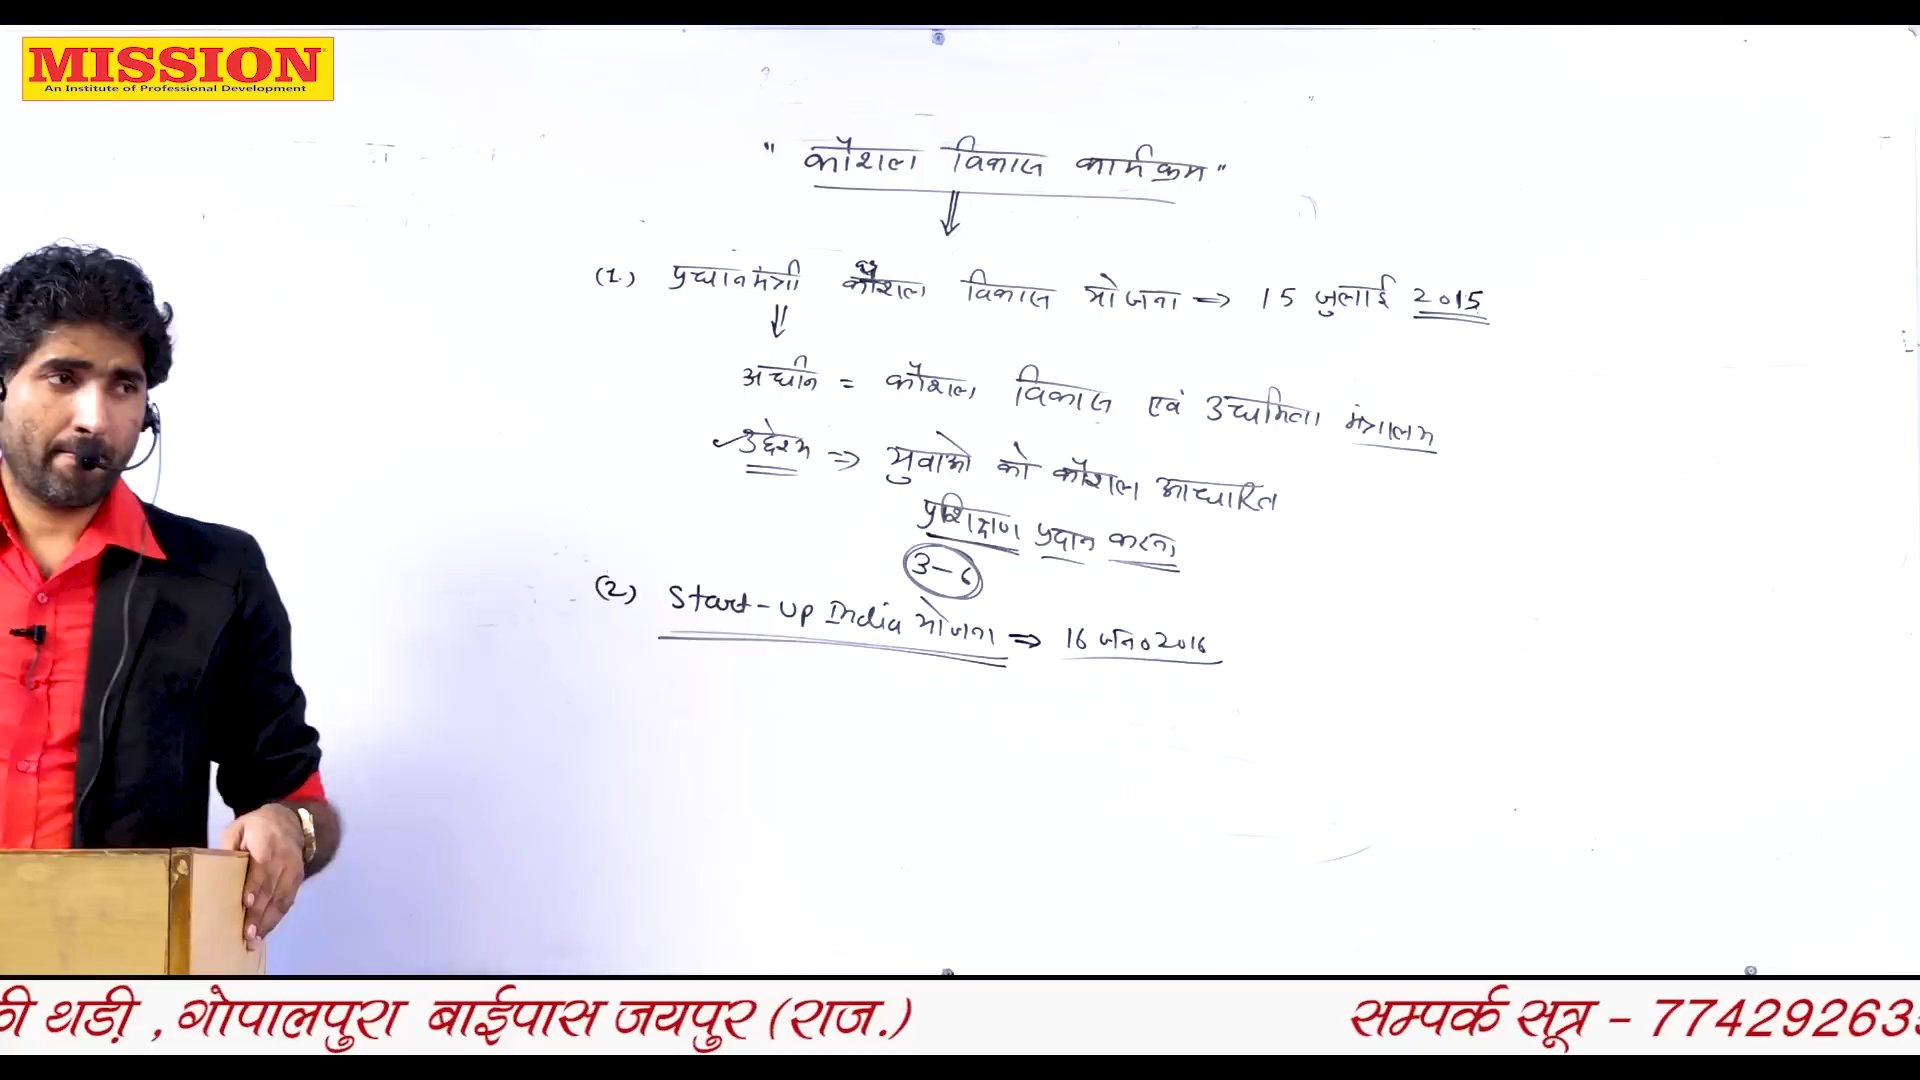 MISSION
An Institute of Professional Development
" कौशल विकास कार्यक्रम "
(1) प्रधानमंत्री कौशल विकास योजना ⇒ 15 जुलाई 2015
अधीन = कौशल विकास एवं उद्यमिता मंत्रालय
उद्देश्य ⇒ युवाओ को कौशल आधारित
प्रशिक्षण प्रदान करना
3-6
(2) Start-up India योजना ⇒ 16 जन० 2016
थडी़ , गोपालपुरा बाईपास जयपुर (राज.)
सम्पर्क सूत्र - 774292633